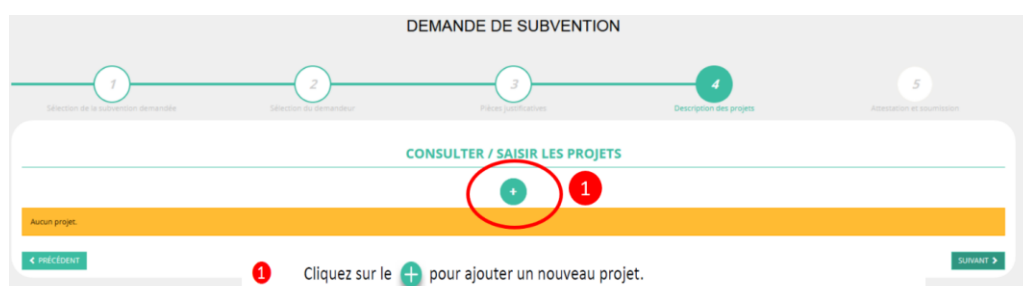 DEMANDE DE SUBVENTION
1
2
3
4
5
Sélection de la subvention demandée
Sélection du demandeur
Pièces justificatives
Description des projets
Attestation et soumission
CONSULTER / SAISIR LES PROJETS
+
1
Aucun projet.
< PRÉCÉDENT
SUIVANT >
1 Cliquez sur le + pour ajouter un nouveau projet.